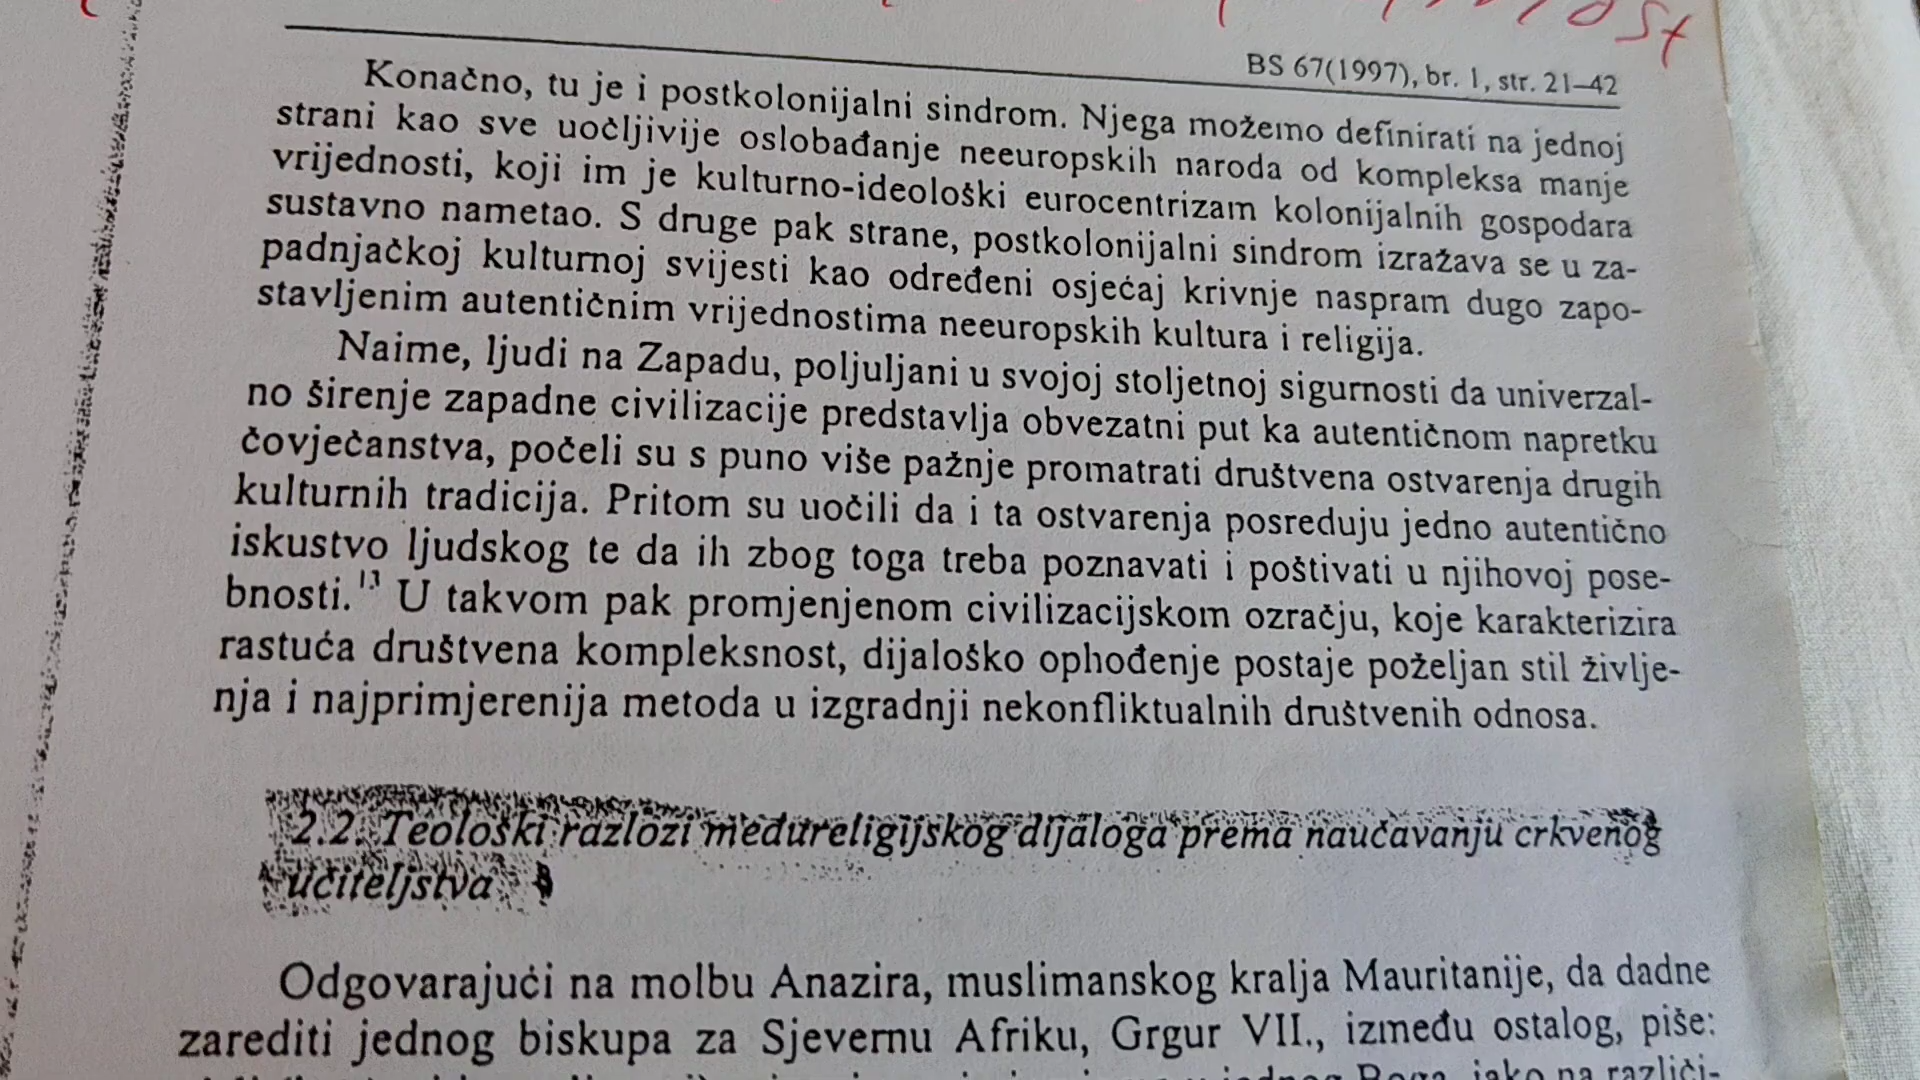 BS 67(1997), br. 1, str. 21–42
Konačno, tu je i postkolonijalni sindrom. Njega možemo definirati na jednoj
strani kao sve uočljivije oslobađanje neeuropskih naroda od kompleksa manje
vrijednosti, koji im je kulturno-ideološki eurocentrizam kolonijalnih gospodara
sustavno nametao. S druge pak strane, postkolonijalni sindrom izražava se u za-
padnjačkoj kulturnoj svijesti kao određeni osjećaj krivnje naspram dugo zapo-
stavljenim autentičnim vrijednostima neeuropskih kultura i religija.
Naime, ljudi na Zapadu, poljuljani u svojoj stoljetnoj sigurnosti da univerzal-
no širenje zapadne civilizacije predstavlja obvezatni put ka autentičnom napretku
čovječanstva, počeli su s puno više pažnje promatrati društvena ostvarenja drugih
kulturnih tradicija. Pritom su uočili da i ta ostvarenja posreduju jedno autentično
iskustvo ljudskog te da ih zbog toga treba poznavati i poštivati u njihovoj pose-
bnosti.13 U takvom pak promjenjenom civilizacijskom ozračju, koje karakterizira
rastuća društvena kompleksnost, dijaloško ophođenje postaje poželjan stil življe-
nja i najprimjerenija metoda u izgradnji nekonfliktualnih društvenih odnosa.
2.2. Teološki razlozi međureligijskog dijaloga prema naučavanju crkvenog
učiteljstva
Odgovarajući na molbu Anazira, muslimanskog kralja Mauritanije, da dadne
zarediti jednog biskupa za Sjevernu Afriku, Grgur VII., između ostalog, piše:
jednog Boga, iako na različi-